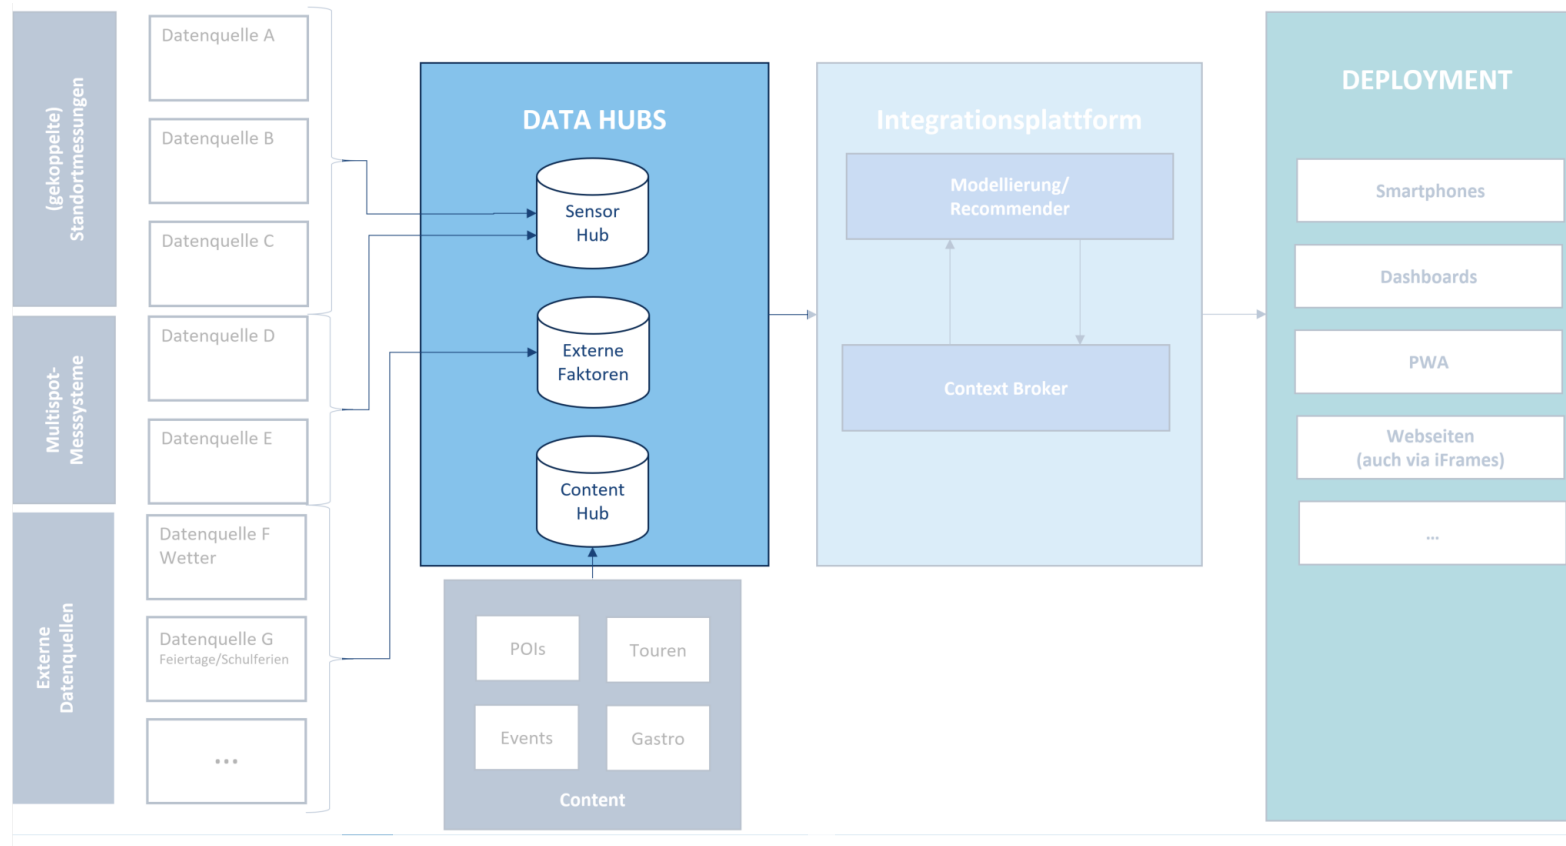 (gekoppelte)
Standortmessungen
Datenquelle A
Datenquelle B
Datenquelle C
Multispot-
Messsysteme
Datenquelle D
Datenquelle E
Externe
Datenquellen
Datenquelle F
Wetter
Datenquelle G
Feiertage/Schulferien
...
DATA HUBS
Sensor
Hub
Externe
Faktoren
Content
Hub
POIs
Touren
Events
Gastro
Content
Integrationsplattform
Modellierung/
Recommender
Context Broker
DEPLOYMENT
Smartphones
Dashboards
PWA
Webseiten
(auch via iFrames)
...